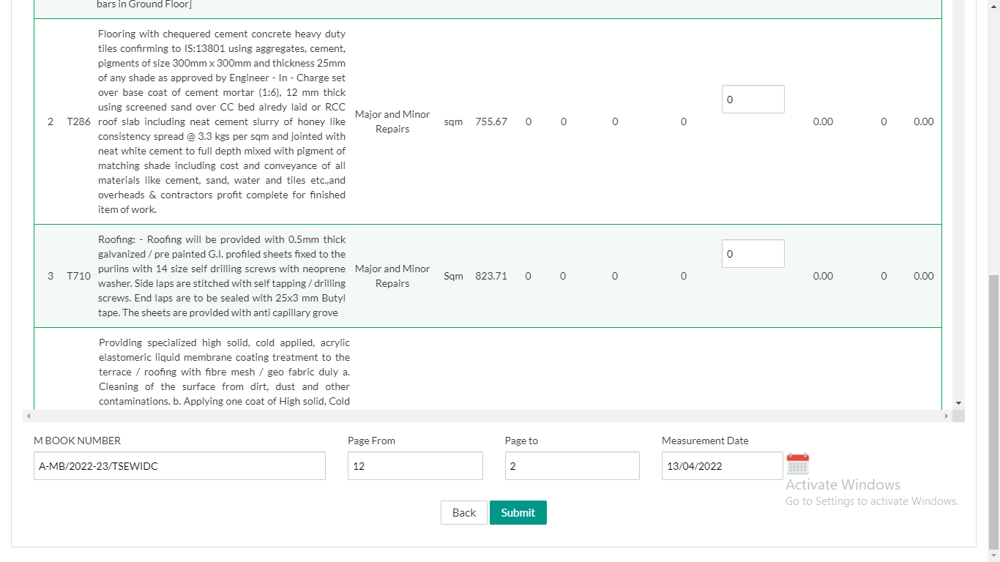 bars in Ground Floor]
Flooring with chequered cement concrete heavy duty
tiles confirming to IS:13801 using aggregates, cement,
pigments of size 300mm x 300mm and thickness 25mm
of any shade as approved by Engineer - In - Charge set
over base coat of cement mortar (1:6), 12 mm thick
using screened sand over CC bed alredy laid or RCC
2 T286 roof slab including neat cement slurry of honey like Major and Minor Repairs sqm 755.67 0 0 0 0 0 0.00 0 0.00
consistency spread @ 3.3 kgs per sqm and jointed with
neat white cement to full depth mixed with pigment of
matching shade including cost and conveyance of all
materials like cement, sand, water and tiles etc.,and
overheads & contractors profit complete for finished
item of work.
Roofing: - Roofing will be provided with 0.5mm thick
galvanized / pre painted G.I. profiled sheets fixed to the
3 T710 purlins with 14 size self drilling screws with neoprene Major and Minor Repairs Sqm 823.71 0 0 0 0 0 0.00 0 0.00
washer. Side laps are stitched with self tapping / drilling
screws. End laps are to be sealed with 25x3 mm Butyl
tape. The sheets are provided with anti capillary grove
Providing specialized high solid, cold applied, acrylic
elastomeric liquid membrane coating treatment to the
terrace / roofing with fibre mesh / geo fabric duly a.
Cleaning of the surface from dirt, dust and other
contaminations. b. Applying one coat of High solid, Cold
M BOOK NUMBER Page From Page to Measurement Date
A-MB/2022-23/TSEWIDC 12 2 13/04/2022
Activate Windows
Go to Settings to activate Windows.
Back Submit